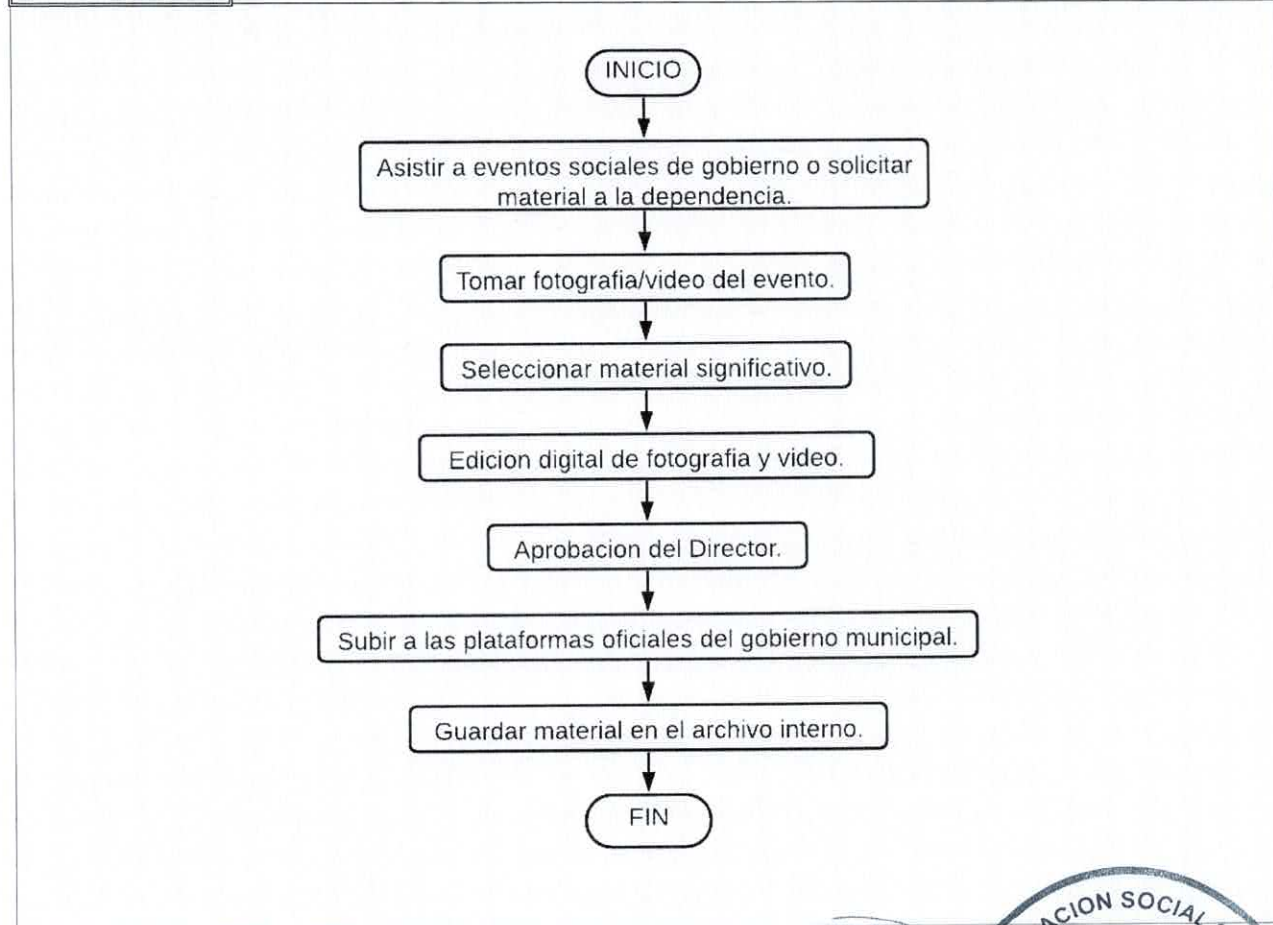 INICIO
Asistir a eventos sociales de gobierno o solicitar
material a la dependencia.
Tomar fotografia/video del evento.
Seleccionar material significativo.
Edicion digital de fotografia y video.
Aprobacion del Director.
Subir a las plataformas oficiales del gobierno municipal.
Guardar material en el archivo interno.
FIN
ACION SOCIAL